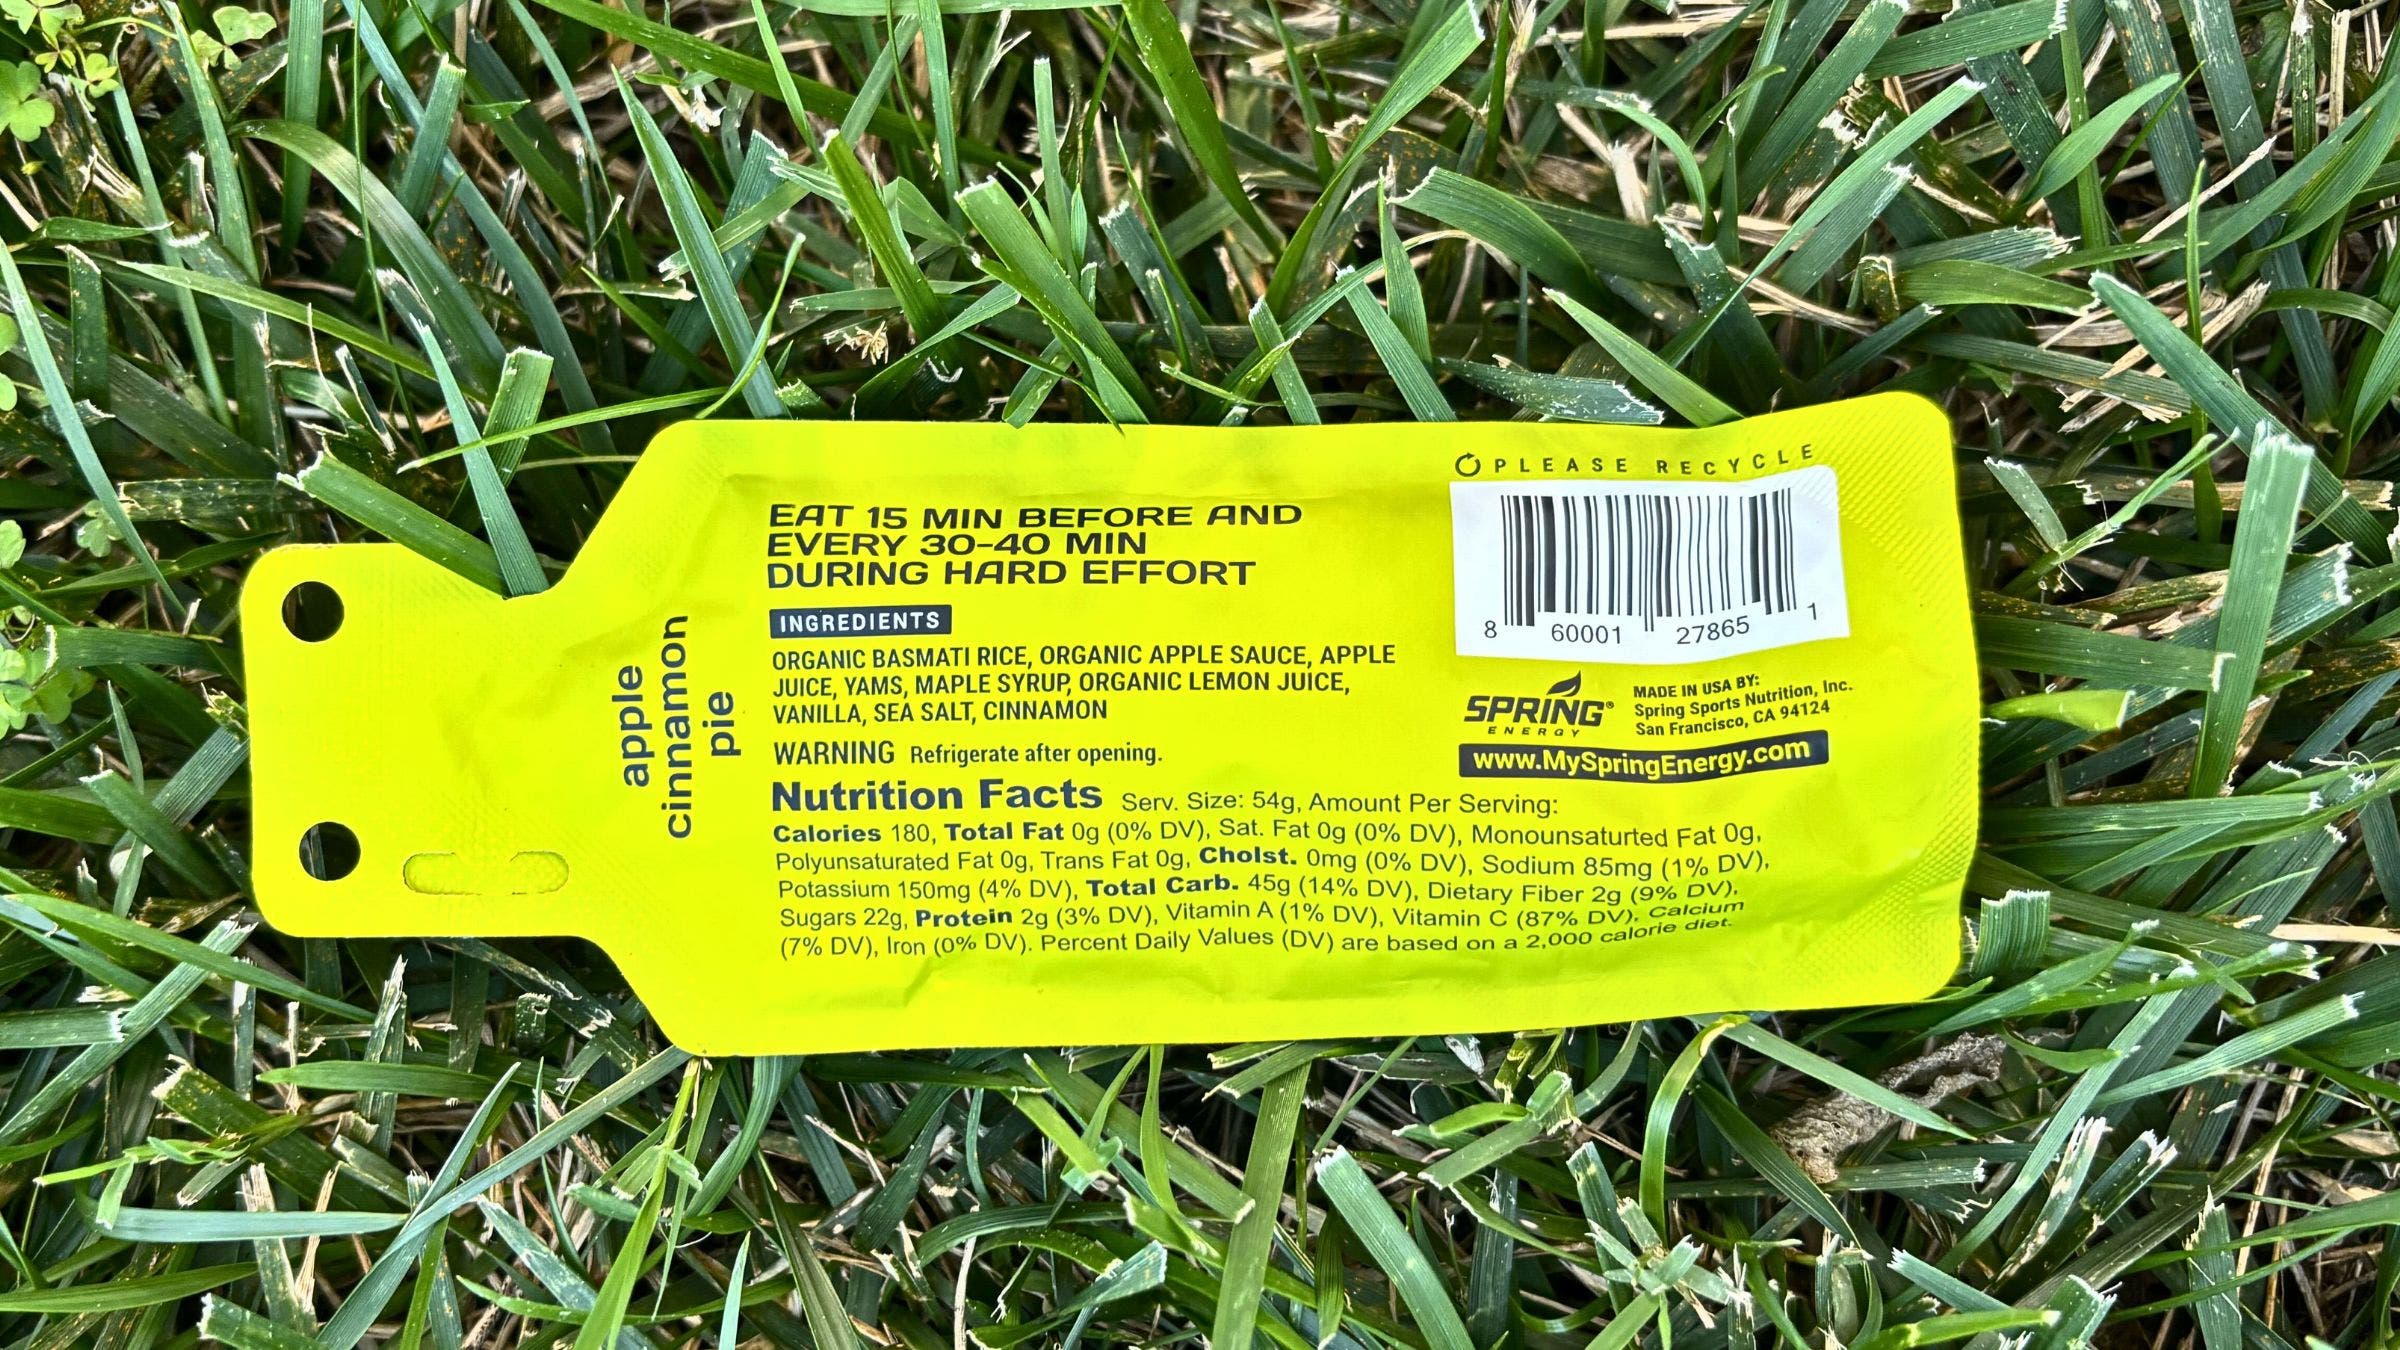 apple
cinnamon
pie
EAT 15 MIN BEFORE AND
EVERY 30-40 MIN
DURING HARD EFFORT
INGREDIENTS
ORGANIC BASMATI RICE, ORGANIC APPLE SAUCE, APPLE
JUICE, YAMS, MAPLE SYRUP, ORGANIC LEMON JUICE,
VANILLA, SEA SALT, CINNAMON
WARNING Refrigerate after opening.
Nutrition Facts Serv. Size: 54g, Amount Per Serving:
Calories 180, Total Fat 0g (0% DV), Sat. Fat 0g (0% DV), Monounsaturted Fat 0g,
Polyunsaturated Fat 0g, Trans Fat 0g, Cholst. 0mg (0% DV), Sodium 85mg (1% DV),
Potassium 150mg (4% DV), Total Carb. 45g (14% DV), Dietary Fiber 2g (9% DV),
Sugars 22g, Protein 2g (3% DV), Vitamin A (1% DV), Vitamin C (87% DV), Calcium
(7% DV), Iron (0% DV). Percent Daily Values (DV) are based on a 2,000 calorie diet.
PLEASE RECYCLE
8 60001 27865 1
SPRING®
ENERGY
MADE IN USA BY:
Spring Sports Nutrition, Inc.
San Francisco, CA 94124
www.MySpringEnergy.com